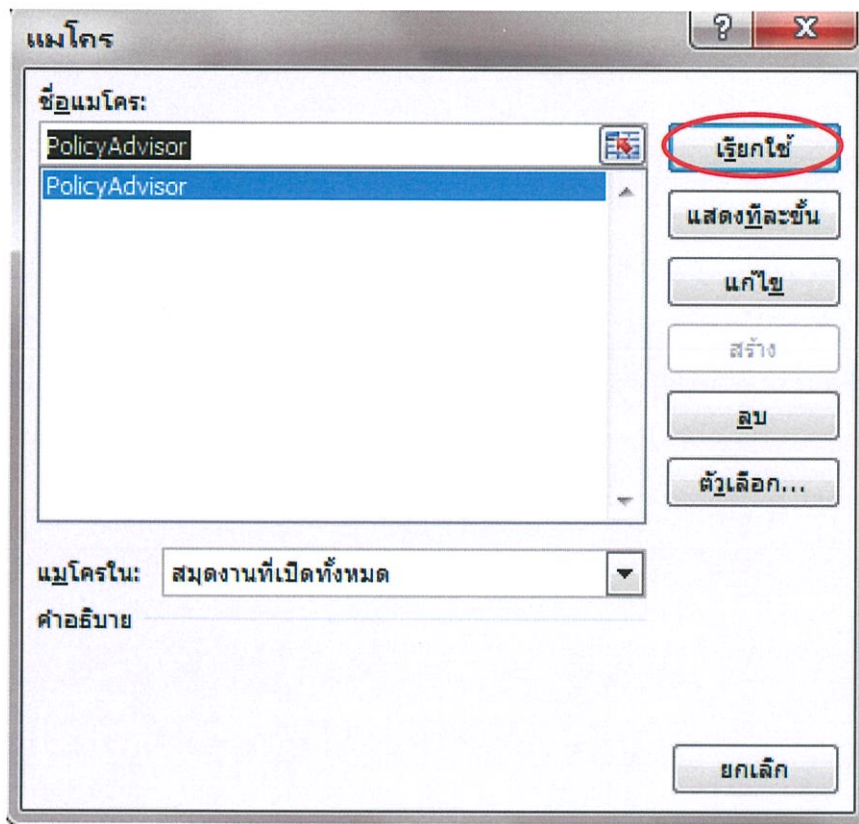 แมโคร
?
X
ชื่อแมโคร:
PolicyAdvisor
เรียกใช้
PolicyAdvisor
แสดงทีละขั้น
แก้ไข
สร้าง
ลบ
ตัวเลือก...
แมโครใน:
สมุดงานที่เปิดทั้งหมด
คำอธิบาย
ยกเลิก